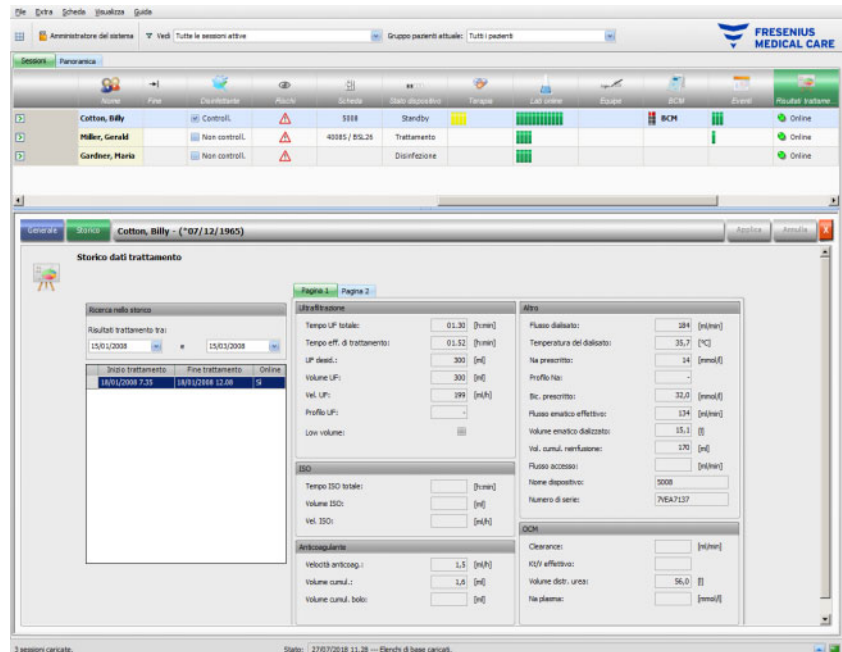 File Extra Scheda Visualizza Guida
Amministratore del sistema Vedi Tutte le sessioni attive Gruppo pazienti attuale: Tutti i pazienti
FRESENIUS
MEDICAL CARE
Sessioni Panoramica
Nome Fine Disinfettante Rischi Scheda Stato dispositivo Terapie Lab online Equipe BCM Eventi Risultati trattame
Cotton, Billy Controll. 5008 Standby BCM Online
Miller, Gerald Non controll. 4008S / BSL26 Trattamento Online
Gardner, Maria Non controll. Disinfezione Online
Generale Storico Cotton, Billy - (*07/12/1965) Applica Annulla X
Storico dati trattamento
Pagina 1 Pagina 2
Ricerca nello storico
Risultati trattamento tra:
15/01/2008 e 15/03/2008
Inizio trattamento Fine trattamento Online
18/01/2008 7.35 18/01/2008 12.08 Sì
Ultrafiltrazione
Tempo UF totale: 01.30 [h:min]
Tempo eff. di trattamento: 01.52 [h:min]
UF desid.: 300 [ml]
Volume UF: 300 [ml]
Vel. UF: 199 [ml/h]
Profilo UF: -
Low volume:
ISO
Tempo ISO totale: [h:min]
Volume ISO: [ml]
Vel. ISO: [ml/h]
Anticoagulante
Velocità anticoag.: 1,5 [ml/h]
Volume cumul.: 1,6 [ml]
Volume cumul. bolo: [ml]
Altro
Flusso dialisato: 184 [ml/min]
Temperatura del dialisato: 35,7 [°C]
Na prescritto: 14 [mmol/l]
Profilo Na: -
Bic. prescritto: 32,0 [mmol/l]
Flusso ematico effettivo: 134 [ml/min]
Volume ematico dializzato: 15,1 [l]
Vol. cumul. reinfusione: 170 [ml]
Flusso accesso: [ml/min]
Nome dispositivo: 5008
Numero di serie: 7VEA7137
OCM
Clearance: [ml/min]
Kt/V effettivo:
Volume distr. urea: 56,0 [l]
Na plasma: [mmol/l]
3 sessioni caricate. Stato: 27/07/2018 11.28 --- Elenchi di base caricati.